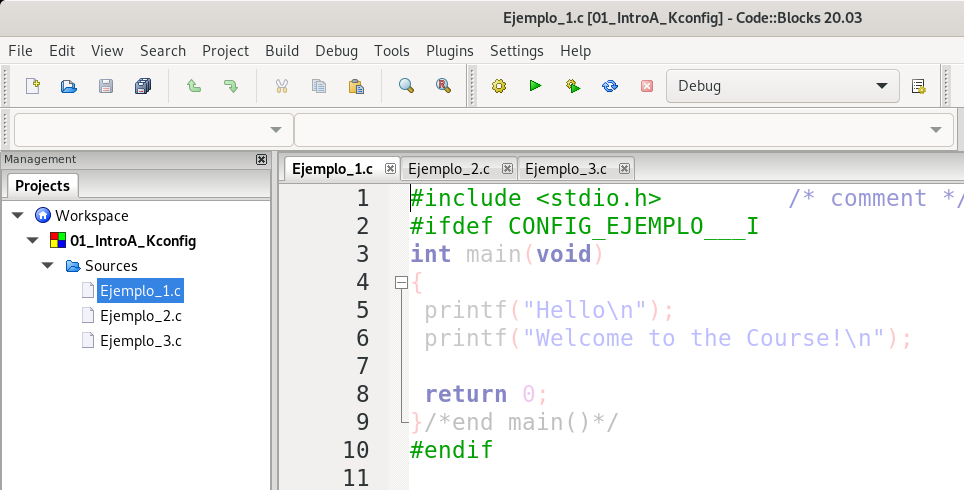 Ejemplo_1.c [01_IntroA_Kconfig] - Code::Blocks 20.03
File Edit View Search Project Build Debug Tools Plugins Settings Help
Debug
Management
Projects
Workspace
01_IntroA_Kconfig
Sources
Ejemplo_1.c
Ejemplo_2.c
Ejemplo_3.c
Ejemplo_1.c Ejemplo_2.c Ejemplo_3.c
1 #include <stdio.h> /* comment */
2 #ifdef CONFIG_EJEMPLO___I
3 int main(void)
4 {
5 printf("Hello\n");
6 printf("Welcome to the Course!\n");
7
8 return 0;
9 }/*end main()*/
10 #endif
11